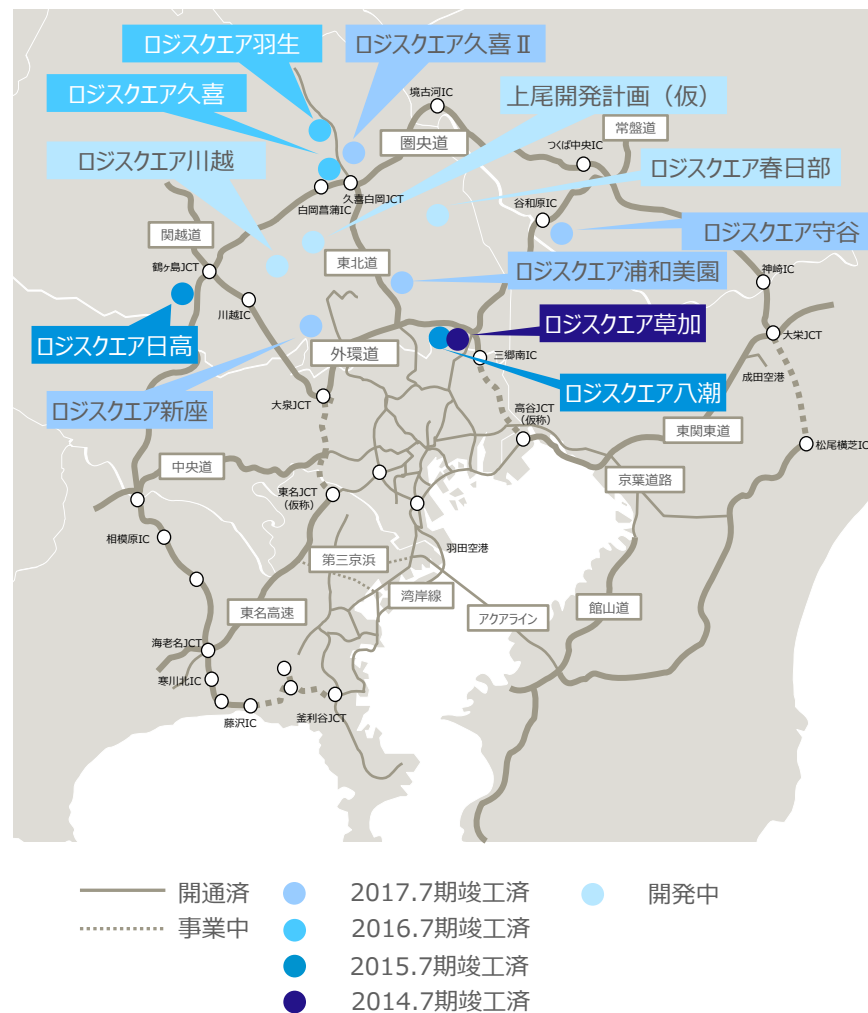 ロジスクエア羽生
ロジスクエア久喜Ⅱ
ロジスクエア久喜
境古河IC
上尾開発計画（仮）
常盤道
圏央道
つくば中央IC
ロジスクエア川越
ロジスクエア春日部
久喜白岡JCT
白岡菖蒲IC
谷和原IC
関越道
ロジスクエア守谷
東北道
鶴ヶ島JCT
ロジスクエア浦和美園
神崎IC
川越IC
ロジスクエア草加
ロジスクエア日高
大栄JCT
外環道
三郷南IC
成田空港
ロジスクエア八潮
ロジスクエア新座
大泉JCT
高谷JCT
（仮称）
東関東道
松尾横芝IC
中央道
京葉道路
東名JCT
（仮称）
相模原IC
羽田空港
第三京浜
湾岸線
館山道
東名高速
アクアライン
海老名JCT
寒川北IC
藤沢IC
釜利谷JCT
開通済
2017.7期竣工済
開発中
事業中
2016.7期竣工済
2015.7期竣工済
2014.7期竣工済